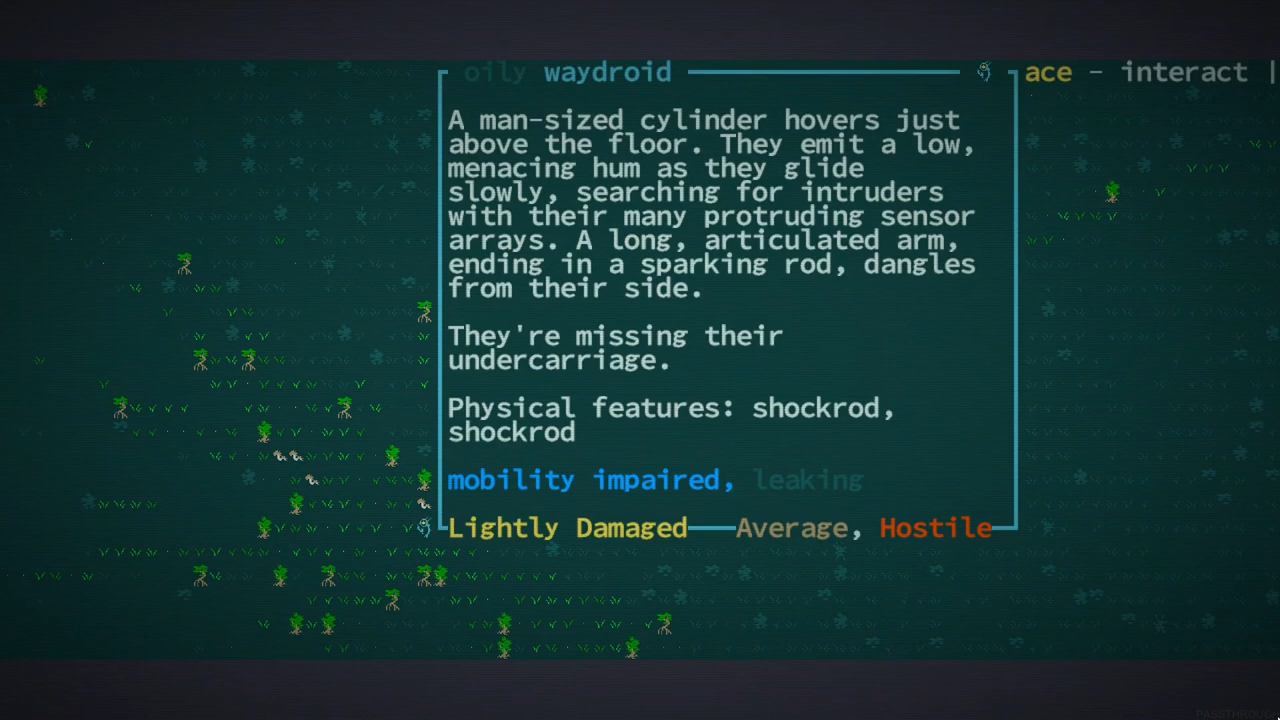 oily waydroid
ace - interact |
A man-sized cylinder hovers just
above the floor. They emit a low,
menacing hum as they glide
slowly, searching for intruders
with their many protruding sensor
arrays. A long, articulated arm,
ending in a sparking rod, dangles
from their side.
They're missing their
undercarriage.
Physical features: shockrod,
shockrod
mobility impaired, leaking
Lightly Damaged Average, Hostile